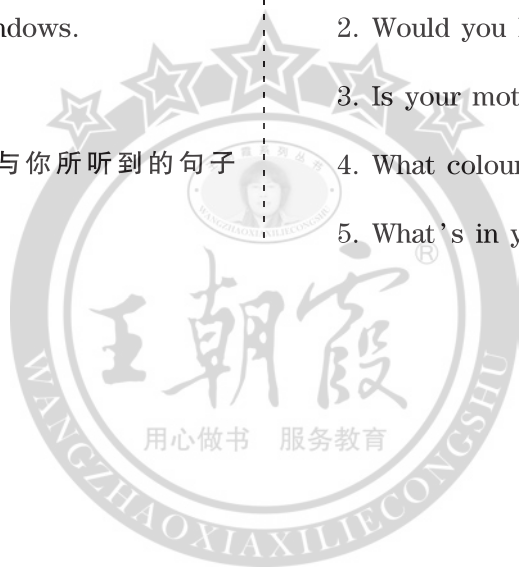 ndows.
与你所听到的句子
2. Would you
3. Is your mot
4. What colour
5. What's in y
王朝霞®
用心做书 服务教育
WANGZHAOXIAXILIECONGSHU